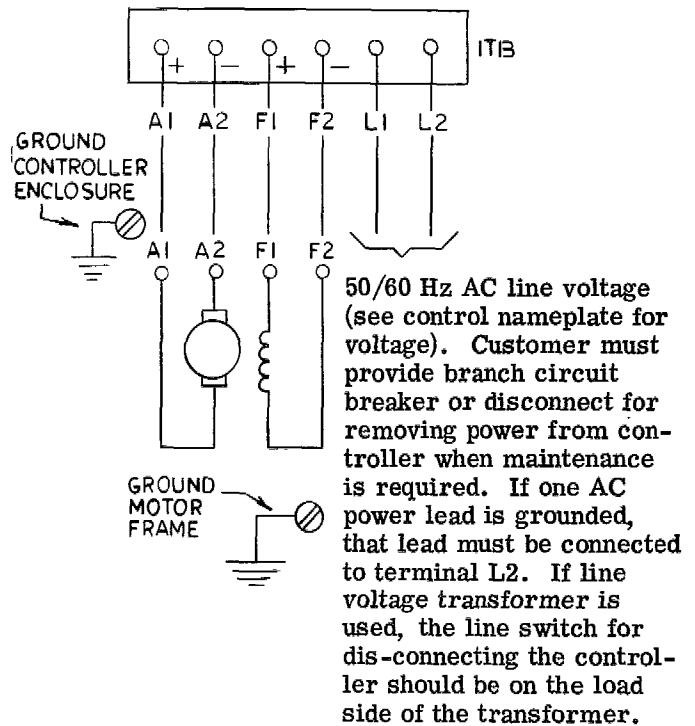 1TB
+ - + -
A1 A2 F1 F2 L1 L2
GROUND
CONTROLLER
ENCLOSURE
A1 A2 F1 F2
50/60 Hz AC line voltage
(see control nameplate for
voltage). Customer must
provide branch circuit
breaker or disconnect for
removing power from con-
troller when maintenance
is required. If one AC
power lead is grounded,
that lead must be connected
to terminal L2. If line
voltage transformer is
used, the line switch for
dis-connecting the control-
ler should be on the load
side of the transformer.
GROUND
MOTOR
FRAME